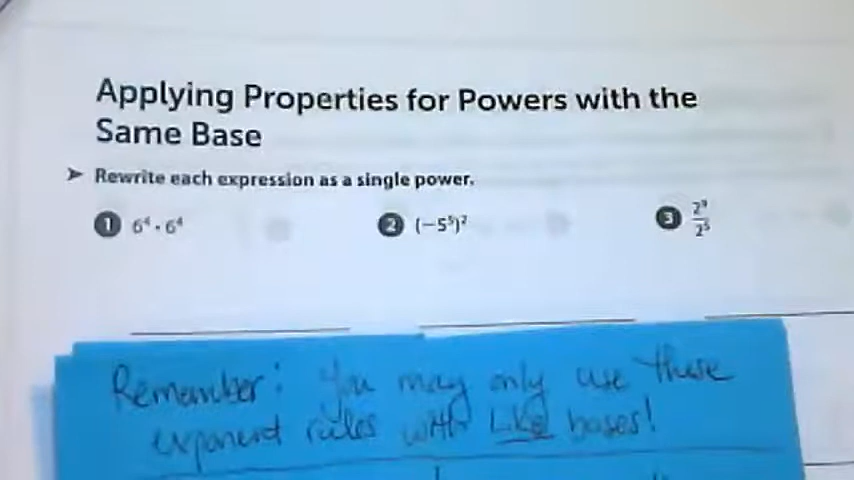 Applying Properties for Powers with the
Same Base
➤ Rewrite each expression as a single power.
1 6⁴ · 6⁴
2 (−5⁵)²
3 2⁹/2⁵
Remember: You may only use these
exponent rules with Like bases!